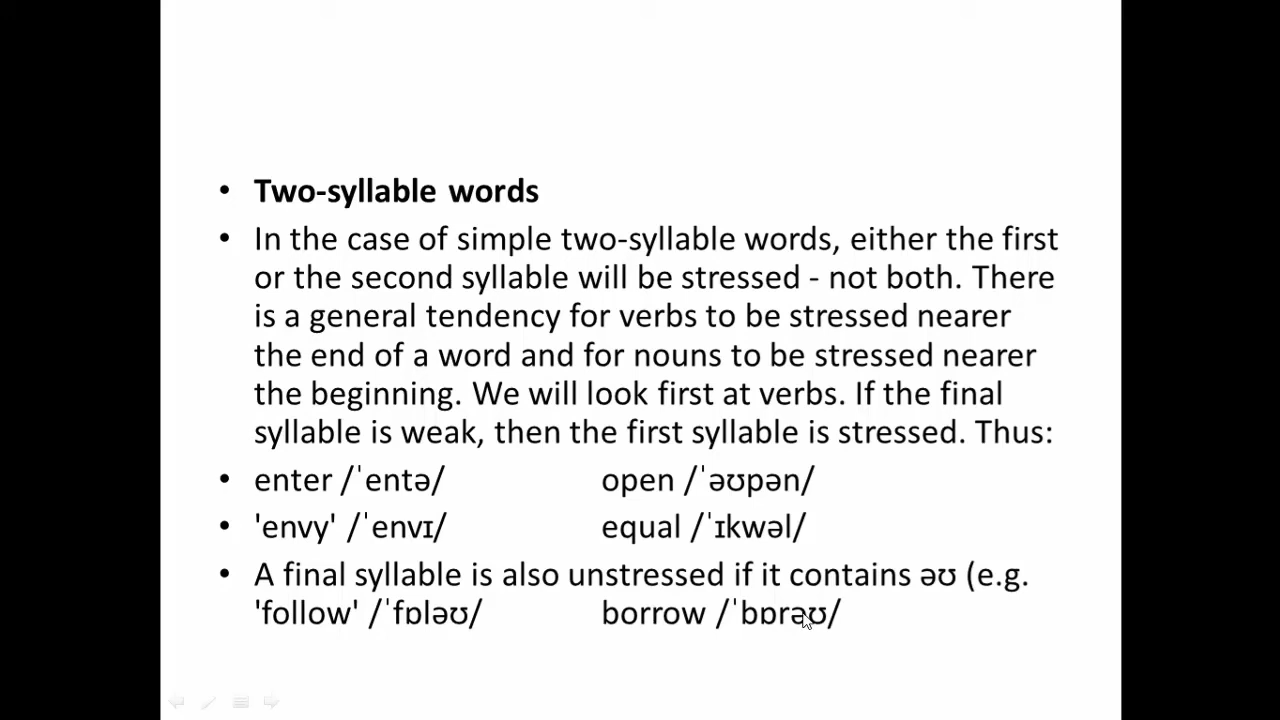 • Two-syllable words
• In the case of simple two-syllable words, either the first
or the second syllable will be stressed - not both. There
is a general tendency for verbs to be stressed nearer
the end of a word and for nouns to be stressed nearer
the beginning. We will look first at verbs. If the final
syllable is weak, then the first syllable is stressed. Thus:
• enter /ˈentə/ open /ˈəʊpən/
• 'envy' /ˈenvɪ/ equal /ˈɪkwəl/
• A final syllable is also unstressed if it contains əʊ (e.g.
'follow' /ˈfɒləʊ/ borrow /ˈbɒrəʊ/